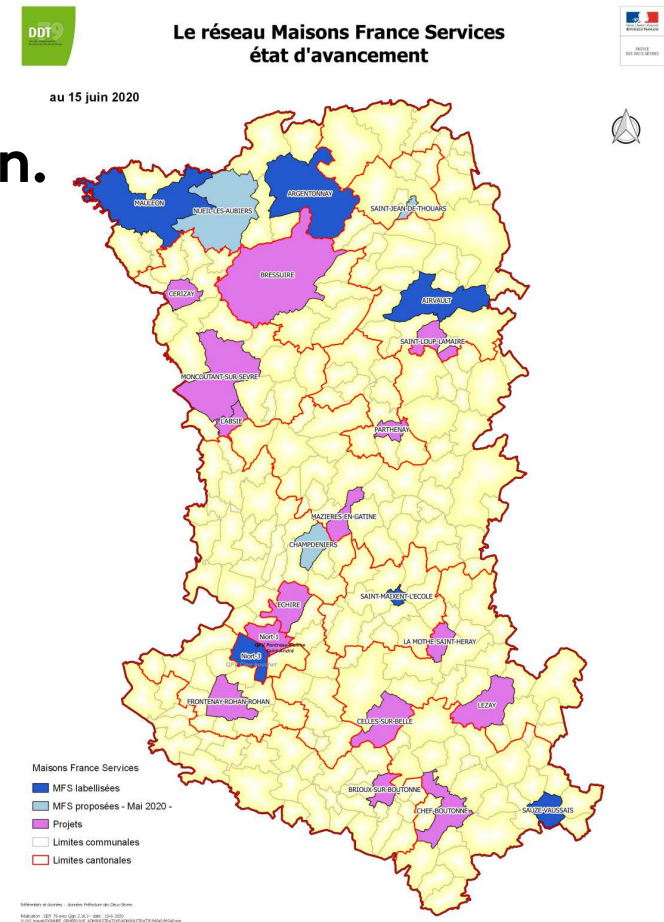 DDT 79
Le réseau Maisons France Services
état d'avancement
au 15 juin 2020
n.
MAULEON
NUEIL-LES-AUBIERS
ARGENTONNAY
SAINT-JEAN-DE-THOUARS
BRESSUIRE
CERIZAY
AIRVAULT
SAINT-LOUP-LAMAIRE
MONCOUTANT-SUR-SEVRE
L'ABSIE
PARTHENAY
MAZIERES-EN-GATINE
CHAMPDENIERS
SAINT-MAIXENT-L'ECOLE
ECHIRE
Niort-1
LA MOTHE-SAINT-HERAY
Niort-3
FRONTENAY-ROHAN-ROHAN
LEZAY
CELLES-SUR-BELLE
BRIOUX-SUR-BOUTONNE
CHEF-BOUTONNE
SAUZE-VAUSSAIS
Maisons France Services
MFS labellisées
MFS proposées - Mai 2020 -
Projets
Limites communales
Limites cantonales